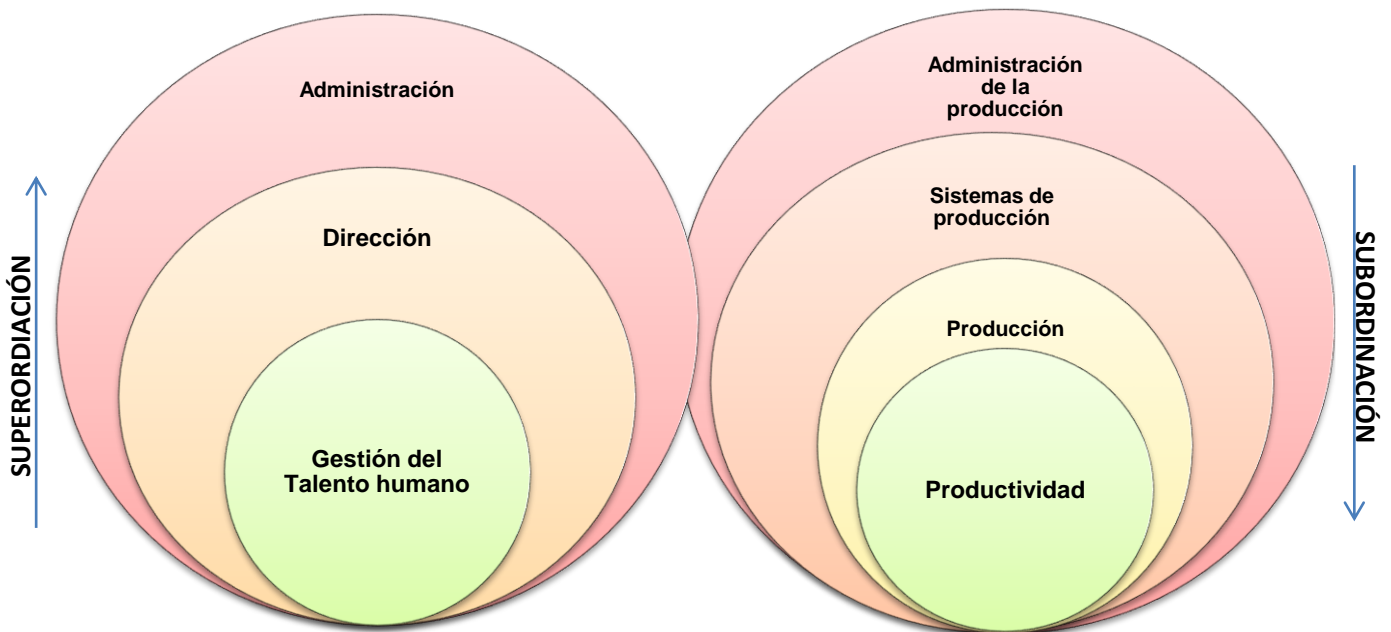 SUPERORDIACIÓN
Administración
Dirección
Gestión del
Talento humano
Administración
de la
producción
Sistemas de
producción
Producción
Productividad
SUBORDINACIÓN